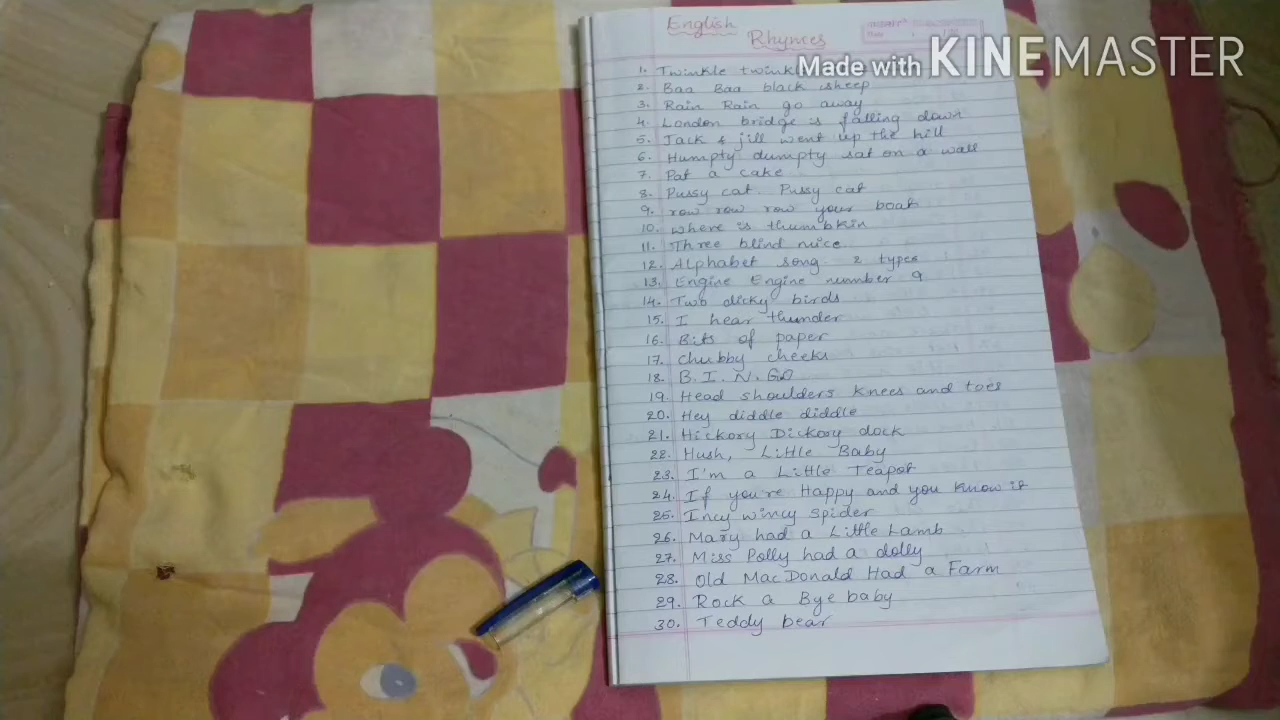 English
Rhymes
Made with KINEMASTER
1. Twinkle twinkle
2. Baa Baa black sheep
3. Rain Rain go away
4. London bridge is falling down
5. Jack & jill went up the hill
6. Humpty dumpty sat on a wall
7. Pat a cake
8. Pussy cat Pussy cat
9. row row row your boat
10. where is thumbkin
11. Three blind mice
12. Alphabet song. 2 types
13. Engine Engine number 9
14. Two dicky birds
15. I hear thunder
16. Bits of paper
17. chubby cheeks
18. B.I.N.GO
19. Head shoulders knees and toes
20. Hey diddle diddle
21. Hickory Dickory dock
22. Hush, Little Baby
23. I'm a Little Teapot
24. If you're Happy and you know it
25. Incy wincy spider
26. Mary had a Little Lamb
27. Miss Polly had a dolly
28. Old MacDonald Had a Farm
29. Rock a Bye baby
30. Teddy bear